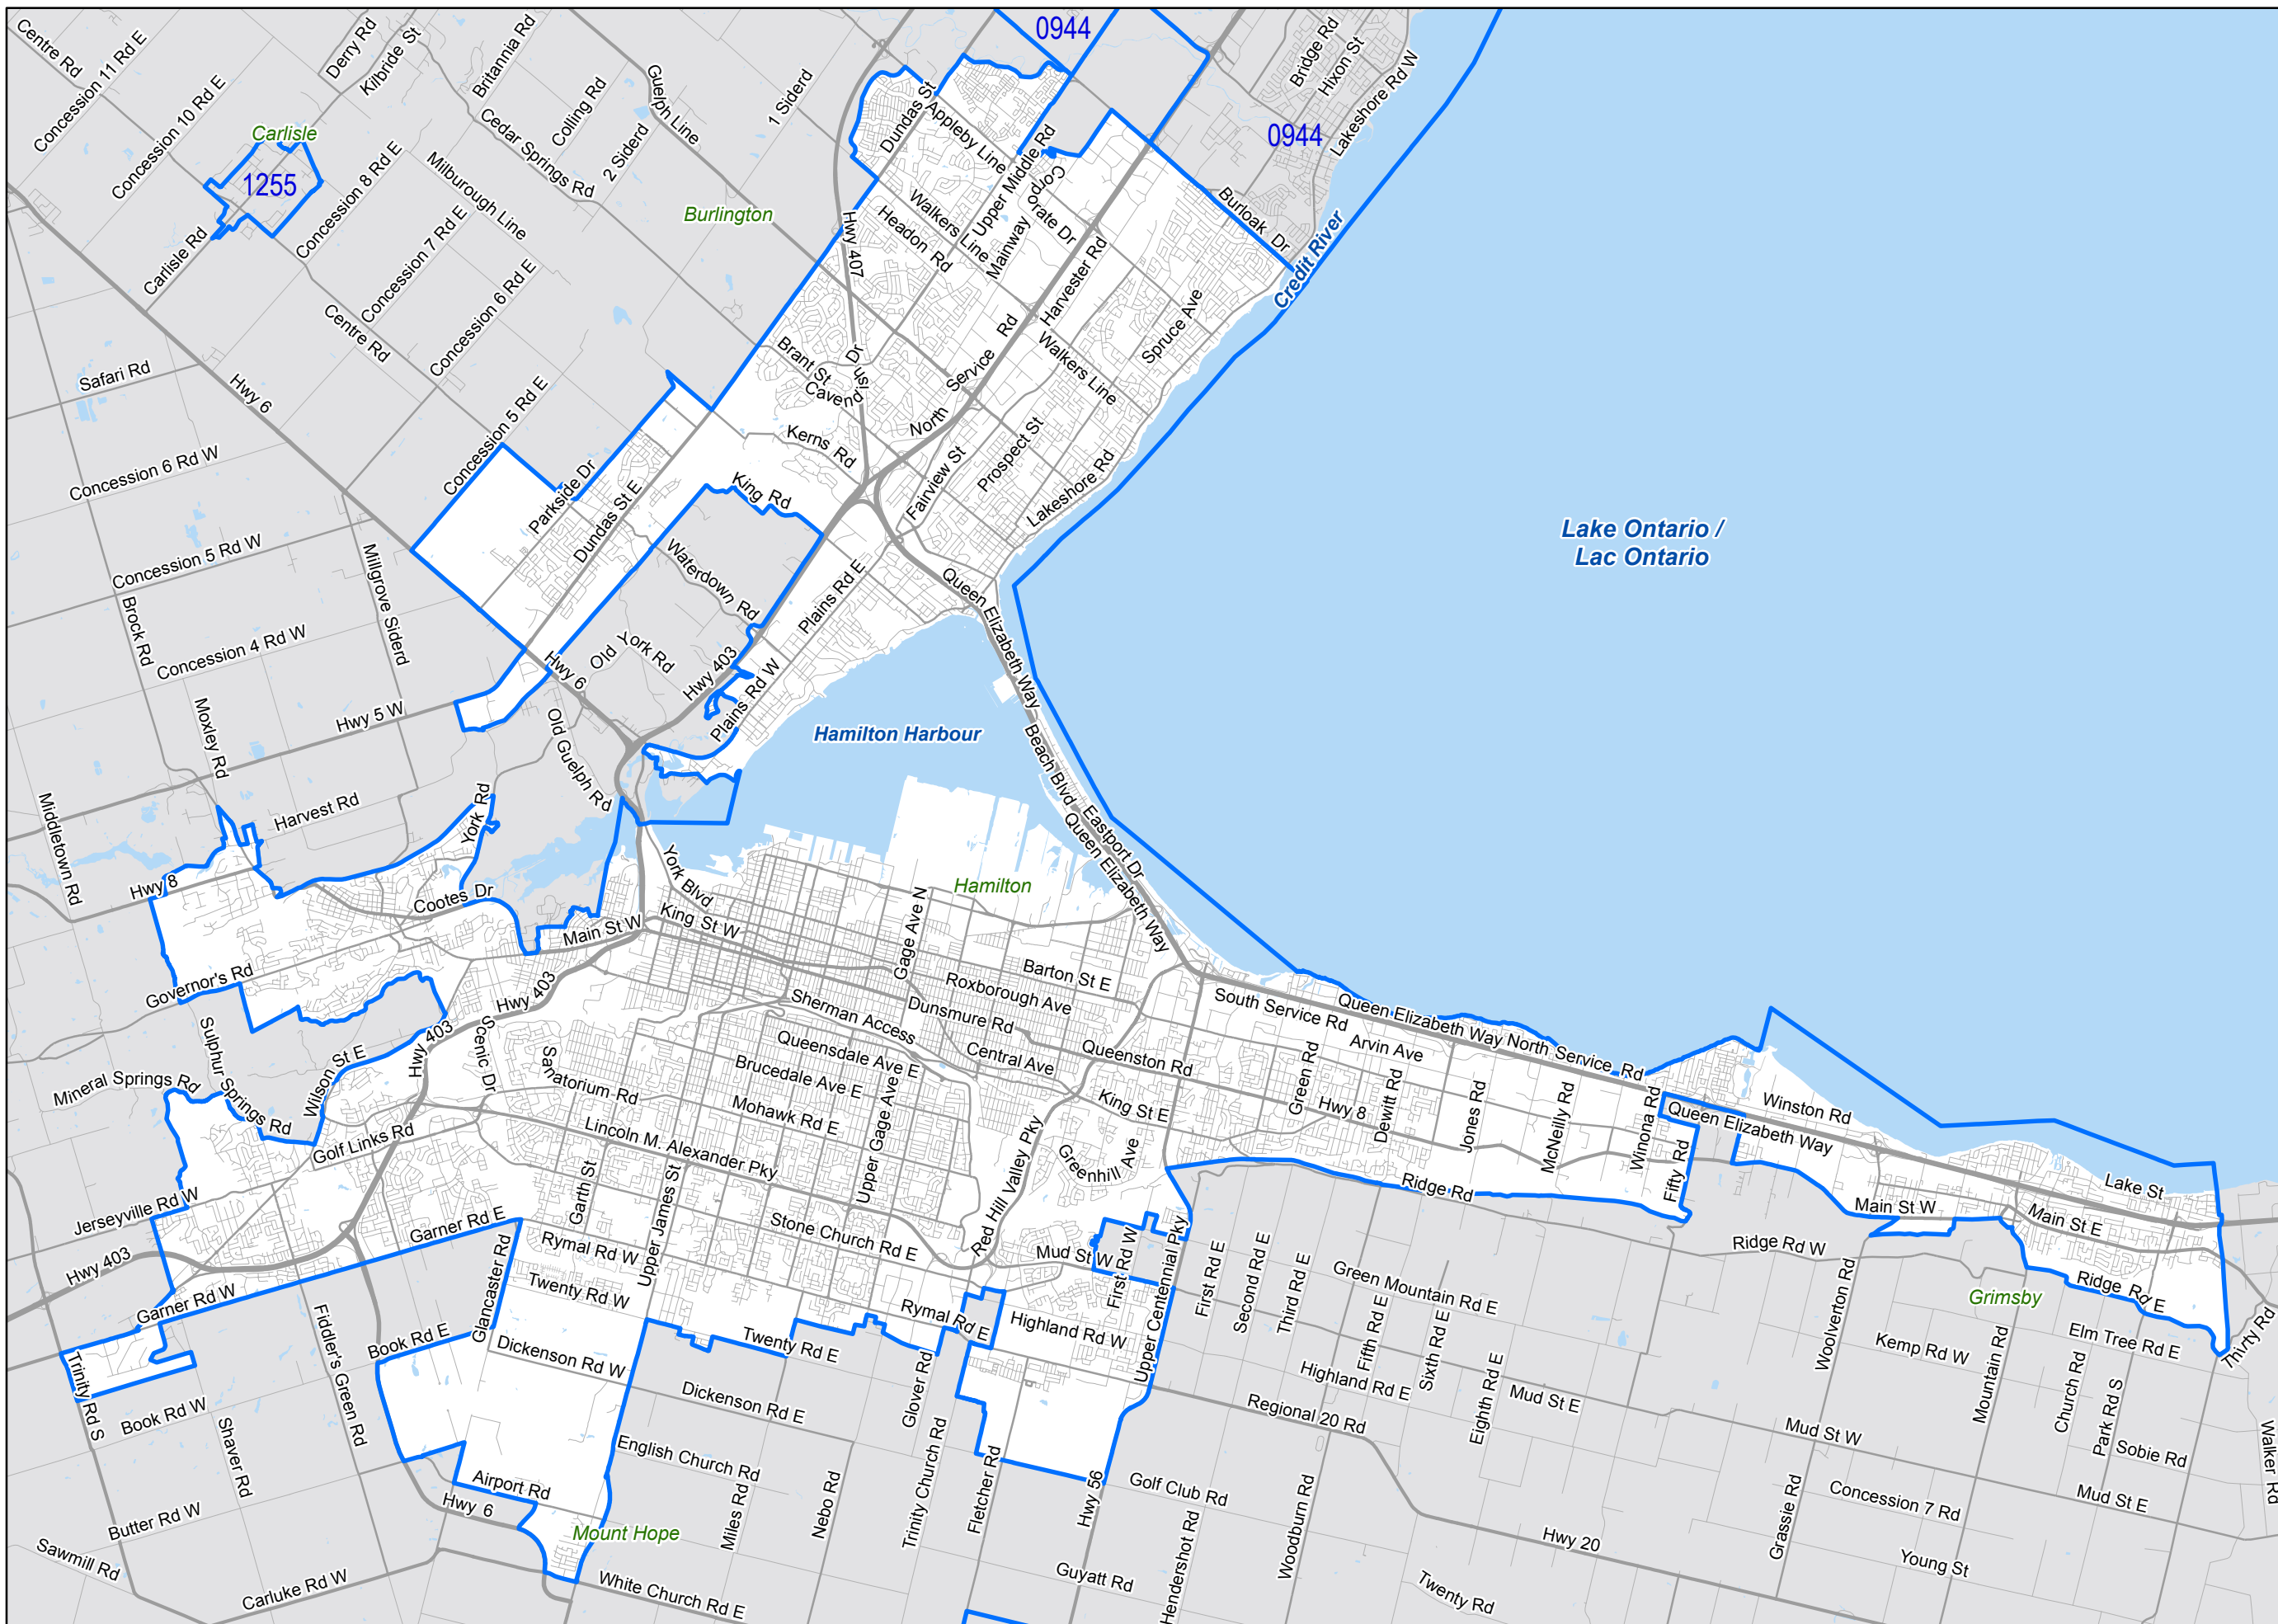 0944
Centre Rd
Concession 11 Rd E
Derry Rd
Kilbride St
Britannia Rd
Colling Rd
Guelph Line
1 Siderd
Bridge Rd
Hixon St
Lakeshore Rd W
Concession 10 Rd E
Carlisle
Cedar Springs Rd
2 Siderd
Dundas St
Appleby Line
Upper Middle Rd
0944
1255
Concession 8 Rd E
Milburough Line
Burlington
Walkers Line
Corporate Dr
Burloak Dr
Credit River
Carlisle Rd
Concession 7 Rd E
Hwy 407
Headon Rd
Mainway
Harvester Rd
Centre Rd
Concession 6 Rd E
Spruce Ave
Safari Rd
Hwy 6
Brant St
Cavendish Dr
North Service Rd
Walkers Line
Concession 5 Rd E
Kerns Rd
Prospect St
Fairview St
Concession 6 Rd W
Parkside Dr
Dundas St E
King Rd
Lakeshore Rd
Lake Ontario /
Lac Ontario
Concession 5 Rd W
Millgrove Siderd
Waterdown Rd
Plains Rd E
Queen Elizabeth Way
Brock Rd
Concession 4 Rd W
Hwy 6
Old York Rd
Hwy 403
Plains Rd W
Moxley Rd
Hwy 5 W
Old Guelph Rd
Hamilton Harbour
Beach Blvd
Eastport Dr
Queen Elizabeth Way
Middletown Rd
Harvest Rd
York Rd
Hwy 8
Cootes Dr
York Blvd
Hamilton
Main St W
King St W
Gage Ave N
Governor's Rd
Hwy 403
Barton St E
Roxborough Ave
Sherman Access
Dunsmure Rd
South Service Rd
Queen Elizabeth Way
North Service Rd
Arvin Ave
Sulphur Springs Rd
Wilson St E
Hwy 403
Scenic Dr
Sanatorium Rd
Queensdale Ave E
Brucedale Ave E
Central Ave
Queenston Rd
Mineral Springs Rd
Mohawk Rd E
King St E
Green Rd
Hwy 8
Dewitt Rd
Jones Rd
McNeilly Rd
Winona Rd
Queen Elizabeth Way
Winston Rd
Golf Links Rd
Lincoln M. Alexander Pky
Upper Gage Ave
Red Hill Valley Pky
Greenhill Ave
Fifty Rd
Ridge Rd
Lake St
Jerseyville Rd W
Garner Rd E
Garth St
Upper James St
Stone Church Rd E
Main St W
Main St E
Hwy 403
Glancaster Rd
Rymal Rd W
Mud St W
First Rd W
Upper Centennial Pky
First Rd E
Second Rd E
Third Rd E
Ridge Rd W
Green Mountain Rd E
Woolverton Rd
Grimsby
Ridge Rd E
Garner Rd W
Fiddler's Green Rd
Twenty Rd W
Rymal Rd E
Highland Rd W
Fifth Rd E
Sixth Rd E
Book Rd E
Twenty Rd E
Kemp Rd W
Elm Tree Rd E
Thirty Rd
Trinity Rd S
Dickenson Rd W
Glover Rd
Highland Rd E
Eighth Rd E
Mud St E
Mountain Rd
Church Rd
Park Rd S
Book Rd W
Shaver Rd
Dickenson Rd E
Regional 20 Rd
Mud St W
Sobie Rd
Walker Rd
English Church Rd
Trinity Church Rd
Fletcher Rd
Golf Club Rd
Grassie Rd
Concession 7 Rd
Mud St E
Airport Rd
Hwy 6
Miles Rd
Nebo Rd
Hwy 56
Woodburn Rd
Butter Rd W
Mount Hope
Hendershot Rd
Hwy 20
Young St
Sawmill Rd
Carluke Rd W
White Church Rd E
Guyatt Rd
Twenty Rd